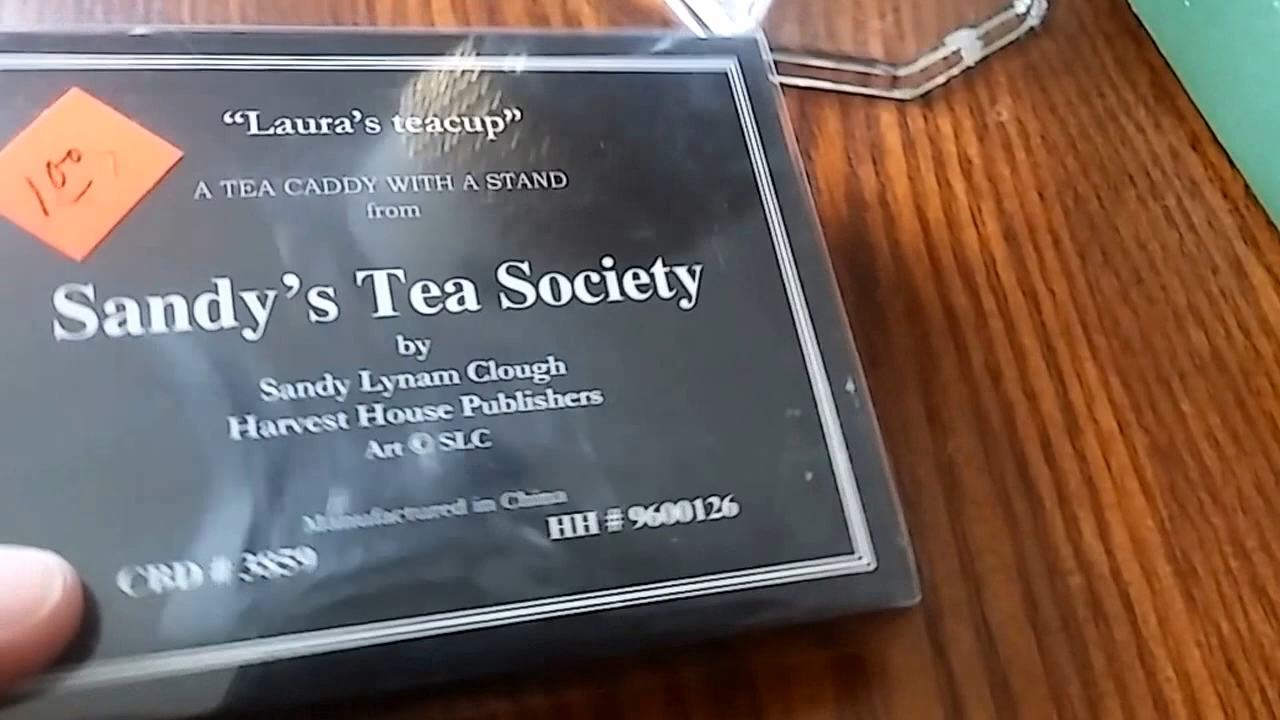 “Laura’s teacup”
100
A TEA CADDY WITH A STAND
from
Sandy’s Tea Society
by
Sandy Lynam Clough
Harvest House Publishers
Art © SLC
Manufactured in China
HH # 9600126
CRD # 3859